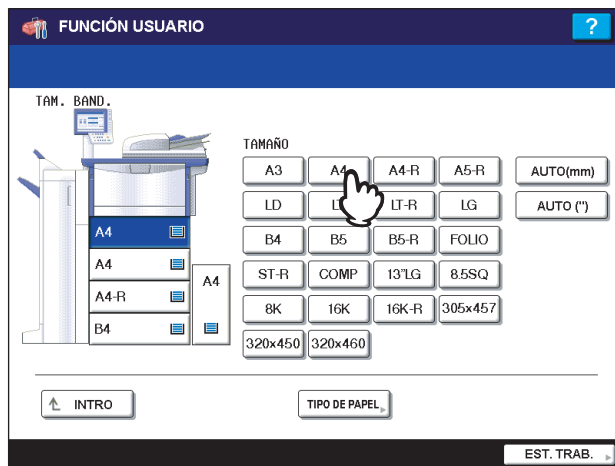 FUNCIÓN USUARIO
?
TAM. BAND.
TAMAÑO
A3 A4 A4-R A5-R AUTO(mm)
LD LT-R LG AUTO (")
A4
B4 B5 B5-R FOLIO
A4
A4
ST-R COMP 13"LG 8.5SQ
A4-R
8K 16K 16K-R 305x457
B4
320x450 320x460
INTRO
TIPO DE PAPEL
EST. TRAB.